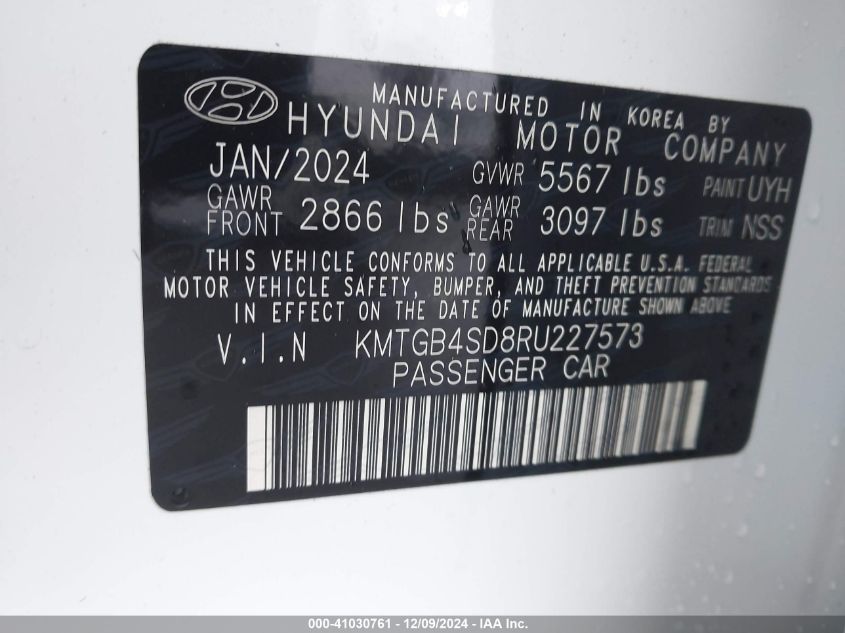 MANUFACTURED IN KOREA BY
HYUNDAI MOTOR COMPANY
JAN/2024 GVWR 5567 lbs PAINT UYH
GAWR FRONT 2866 lbs GAWR REAR 3097 lbs TRIM NSS
THIS VEHICLE CONFORMS TO ALL APPLICABLE U.S.A. FEDERAL
MOTOR VEHICLE SAFETY, BUMPER, AND THEFT PREVENTION STANDARDS
IN EFFECT ON THE DATE OF MANUFACTURE SHOWN ABOVE
V.I.N KMTGB4SD8RU227573
PASSENGER CAR
000-41030761 - 12/09/2024 - IAA Inc.